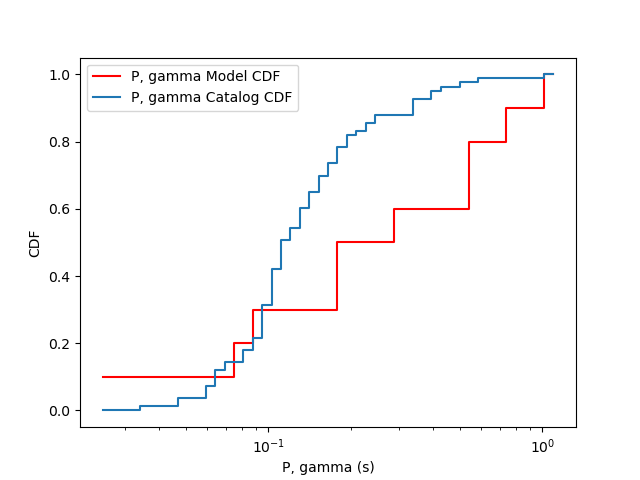 P, gamma Model CDF
P, gamma Catalog CDF
1.0
0.8
0.6
0.4
0.2
0.0
CDF
10⁻¹ 10⁰
P, gamma (s)